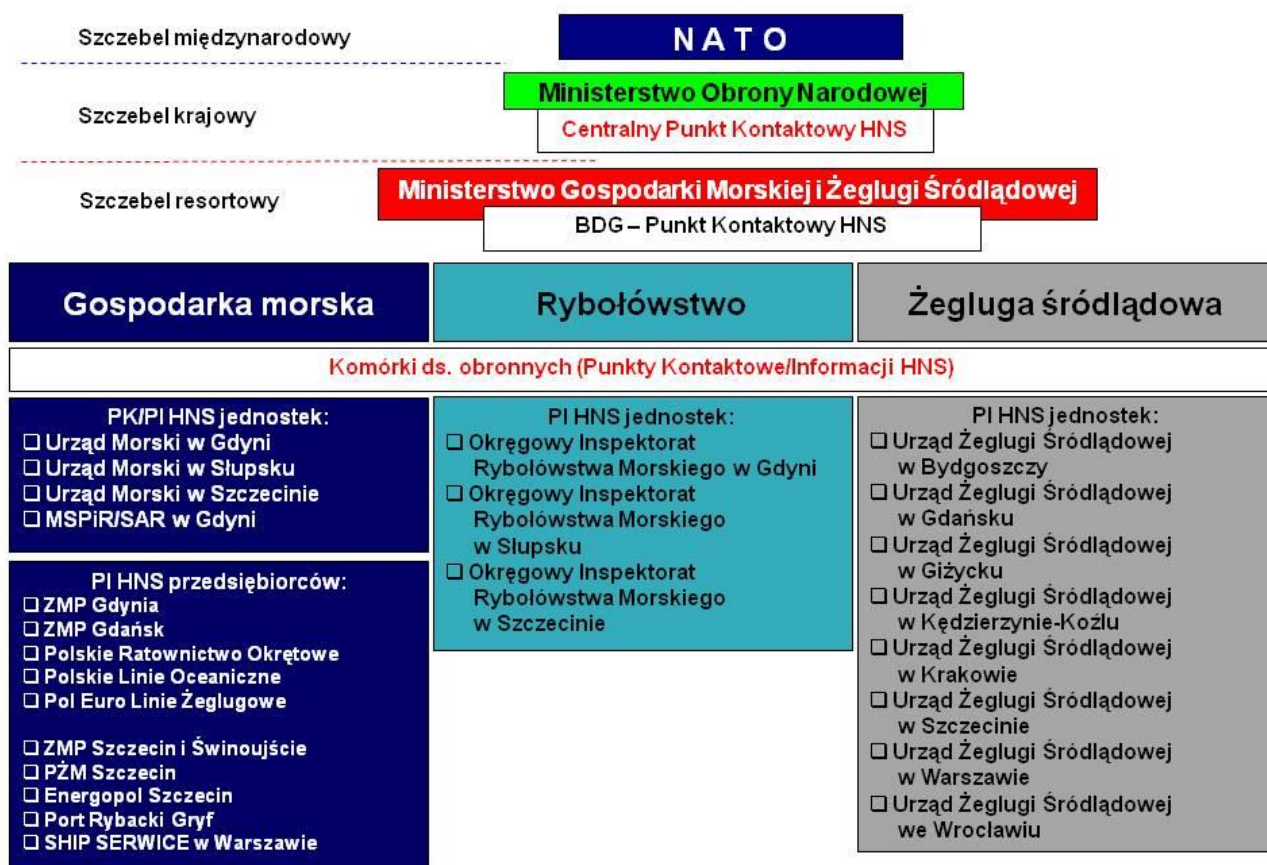 Szczebel międzynarodowy
N A T O
Szczebel krajowy
Ministerstwo Obrony Narodowej
Centralny Punkt Kontaktowy HNS
Szczebel resortowy
Ministerstwo Gospodarki Morskiej i Żeglugi Śródlądowej
BDG – Punkt Kontaktowy HNS
Gospodarka morska
Rybołówstwo
Żegluga śródlądowa
Komórki ds. obronnych (Punkty Kontaktowe/Informacji HNS)
PK/PI HNS jednostek:
❑ Urząd Morski w Gdyni
❑ Urząd Morski w Słupsku
❑ Urząd Morski w Szczecinie
❑ MSPiR/SAR w Gdyni
PI HNS przedsiębiorców:
❑ ZMP Gdynia
❑ ZMP Gdańsk
❑ Polskie Ratownictwo Okrętowe
❑ Polskie Linie Oceaniczne
❑ Pol Euro Linie Żeglugowe
❑ ZMP Szczecin i Świnoujście
❑ PŻM Szczecin
❑ Energopol Szczecin
❑ Port Rybacki Gryf
❑ SHIP SERWICE w Warszawie
PI HNS jednostek:
❑ Okręgowy Inspektorat
Rybołówstwa Morskiego w Gdyni
❑ Okręgowy Inspektorat
Rybołówstwa Morskiego
w Słupsku
❑ Okręgowy Inspektorat
Rybołówstwa Morskiego
w Szczecinie
PI HNS jednostek:
❑ Urząd Żeglugi Śródlądowej
w Bydgoszczy
❑ Urząd Żeglugi Śródlądowej
w Gdańsku
❑ Urząd Żeglugi Śródlądowej
w Giżycku
❑ Urząd Żeglugi Śródlądowej
w Kędzierzynie-Koźlu
❑ Urząd Żeglugi Śródlądowej
w Krakowie
❑ Urząd Żeglugi Śródlądowej
w Szczecinie
❑ Urząd Żeglugi Śródlądowej
w Warszawie
❑ Urząd Żeglugi Śródlądowej
we Wrocławiu